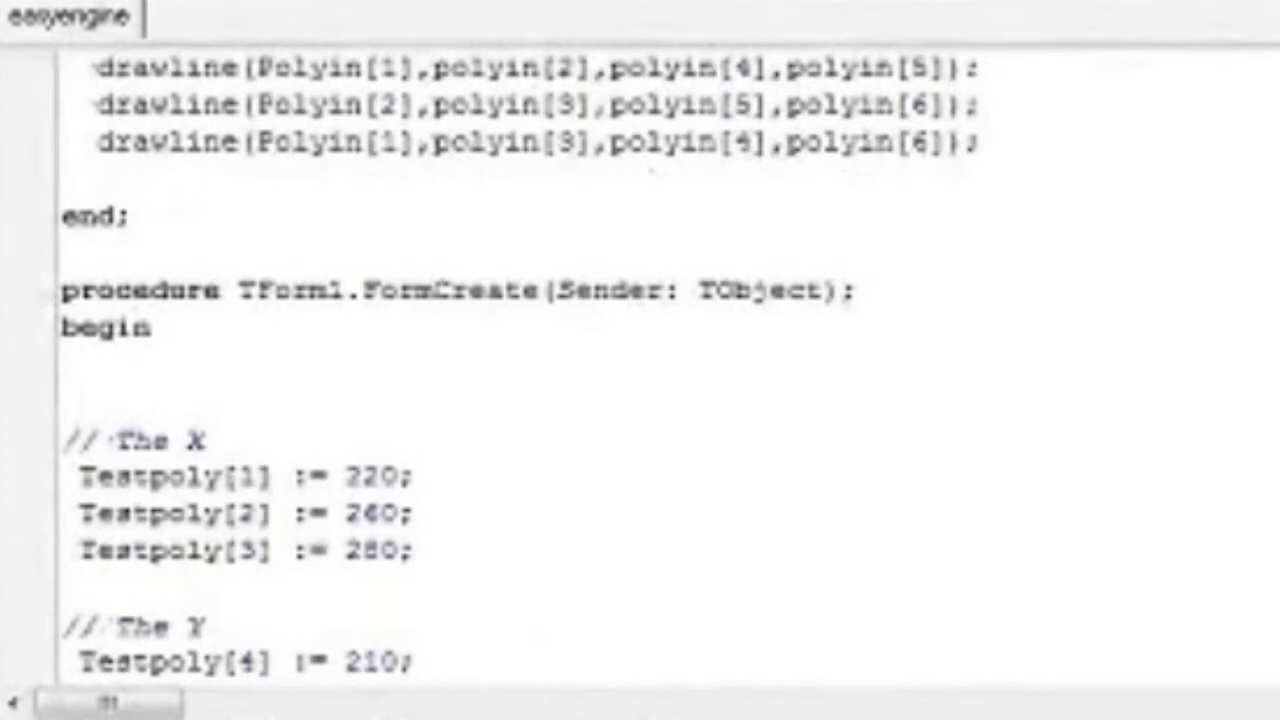 easyengine
drawline(Polyin[1],polyin[2],polyin[4],polyin[5]);
drawline(Polyin[2],polyin[3],polyin[5],polyin[6]);
drawline(Polyin[1],polyin[3],polyin[4],polyin[6]);
end;
procedure TForm1.FormCreate(Sender: TObject);
begin
// The X
Testpoly[1] := 220;
Testpoly[2] := 260;
Testpoly[3] := 280;
// The Y
Testpoly[4] := 210;